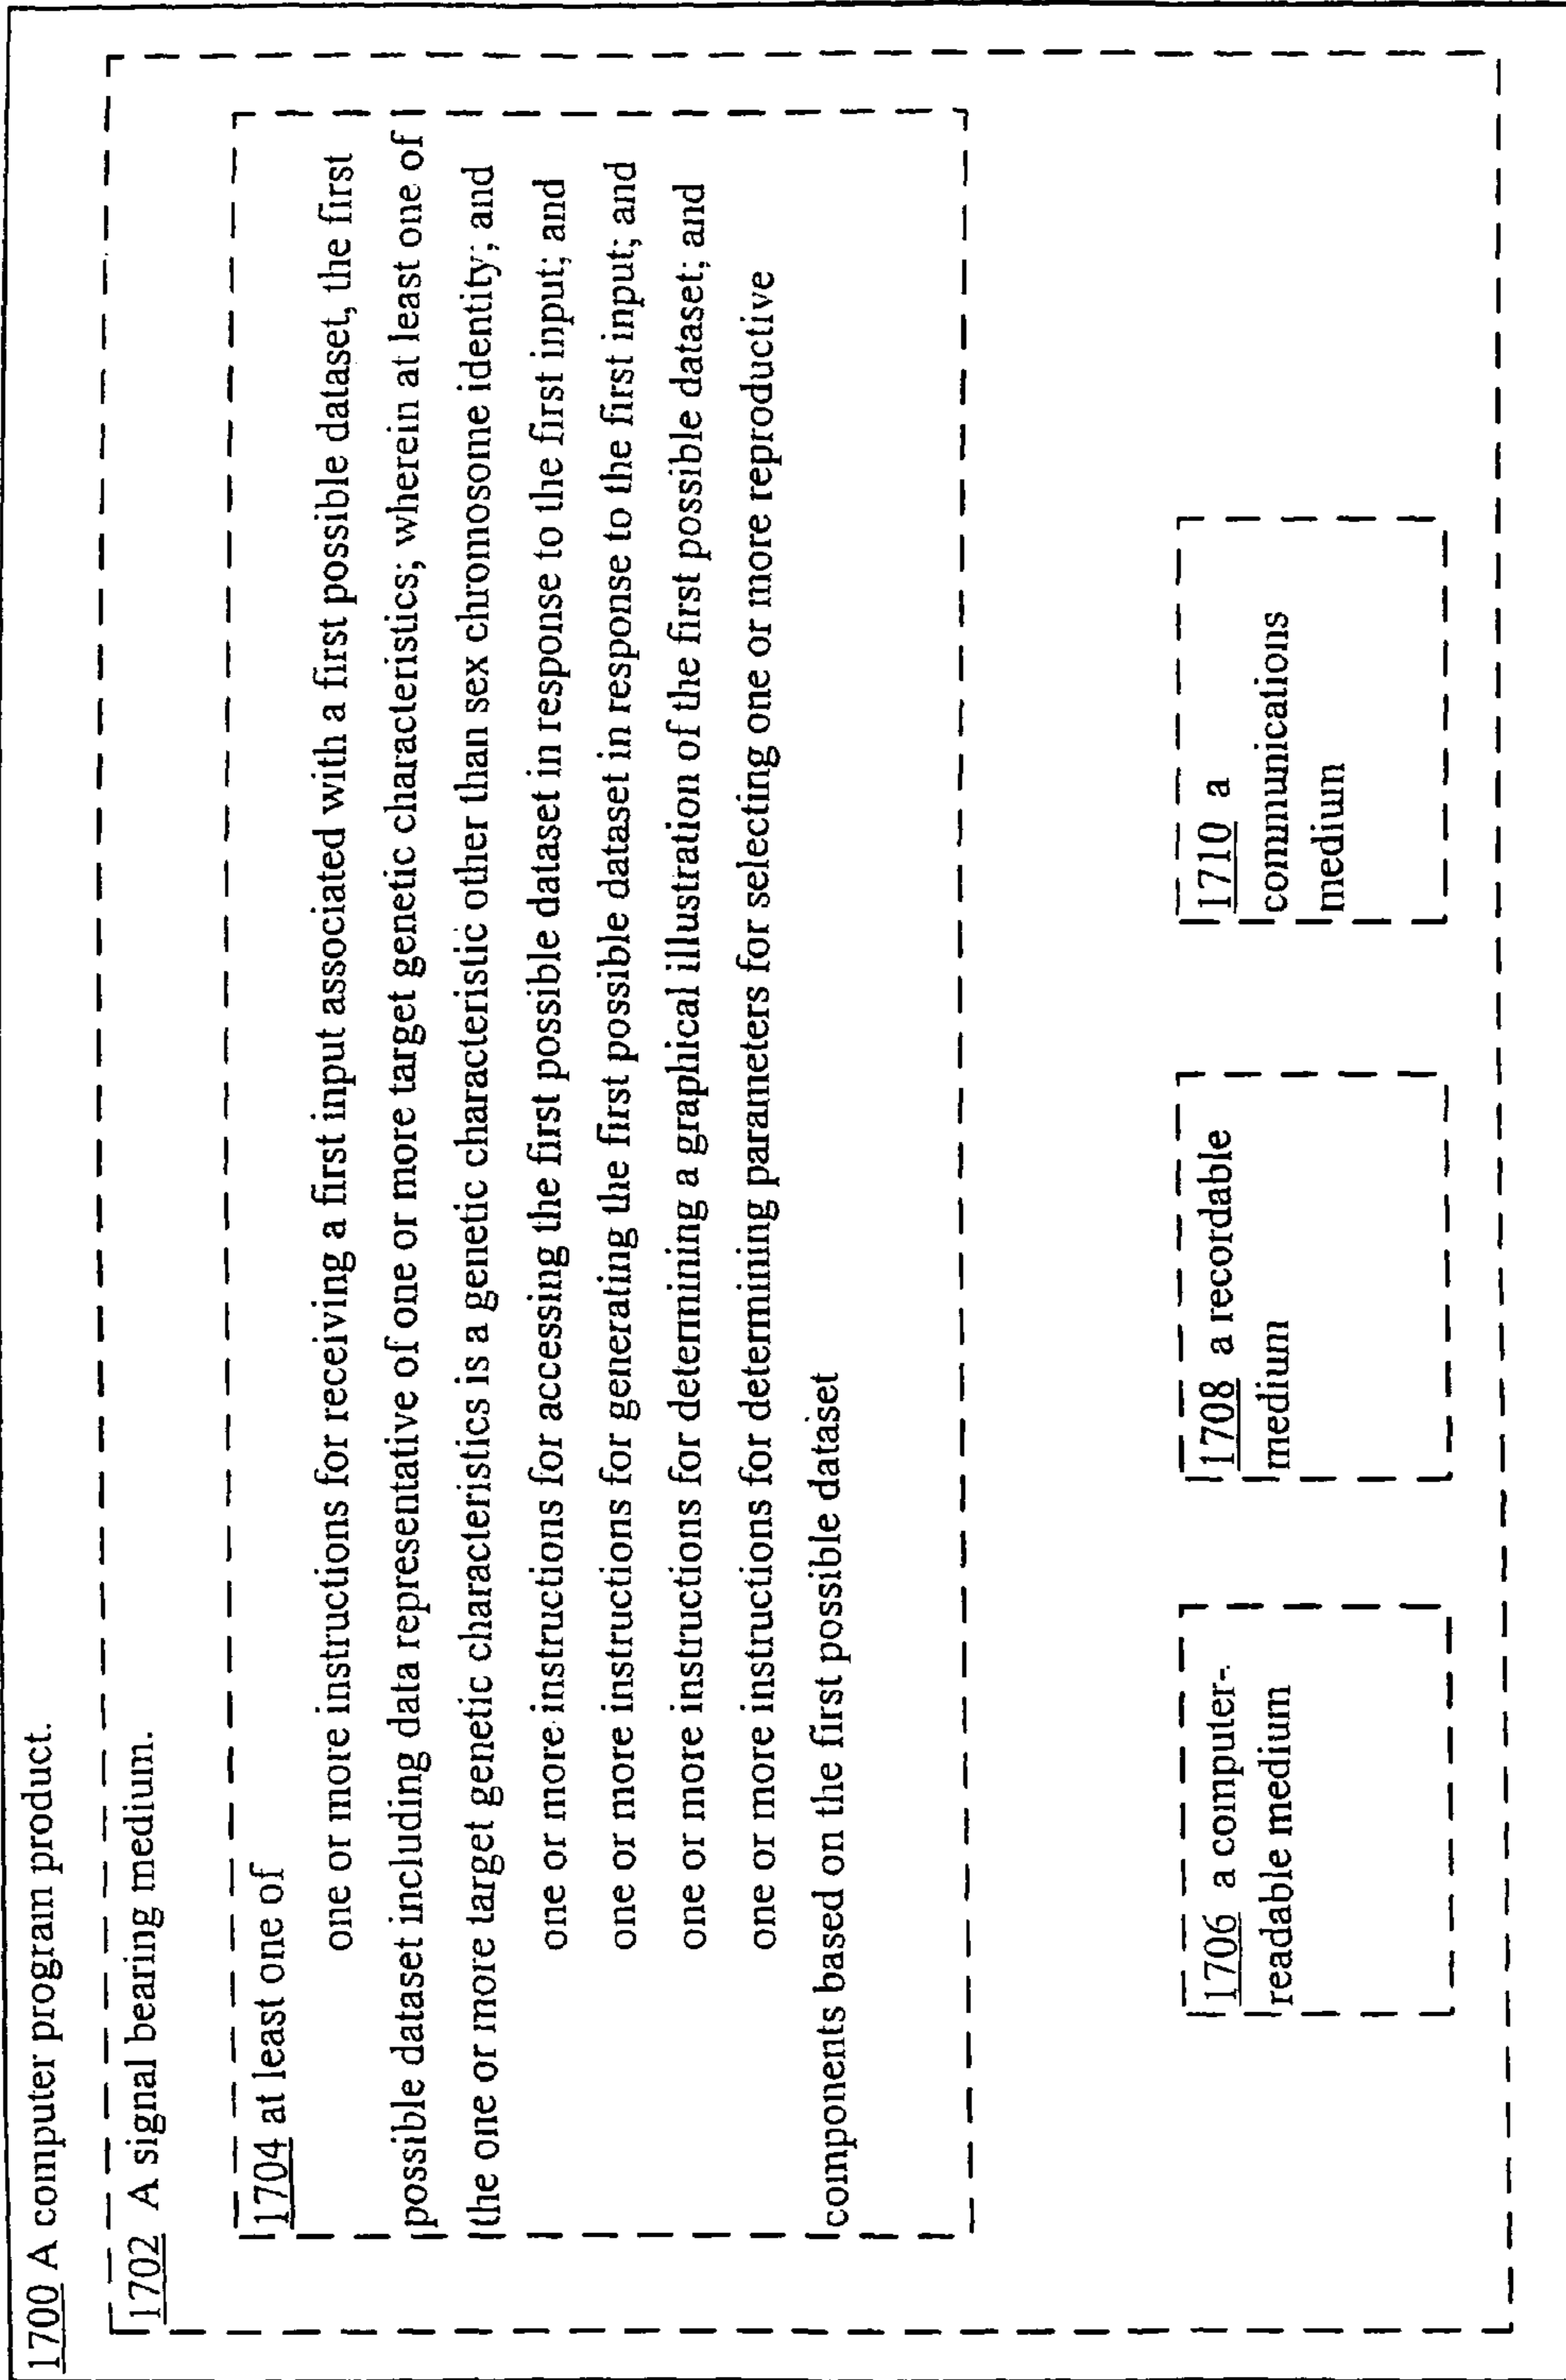 1700 A computer program product.
1702 A signal bearing medium.
1704 at least one of
one or more instructions for receiving a first input associated with a first possible dataset, the first
possible dataset including data representative of one or more target genetic characteristics; wherein at least one of
the one or more target genetic characteristics is a genetic characteristic other than sex chromosome identity; and
one or more instructions for accessing the first possible dataset in response to the first input; and
one or more instructions for generating the first possible dataset in response to the first input; and
one or more instructions for determining a graphical illustration of the first possible dataset; and
one or more instructions for determining parameters for selecting one or more reproductive
components based on the first possible dataset
1706 a computer-
readable medium
1708 a recordable
medium
1710 a
communications
medium